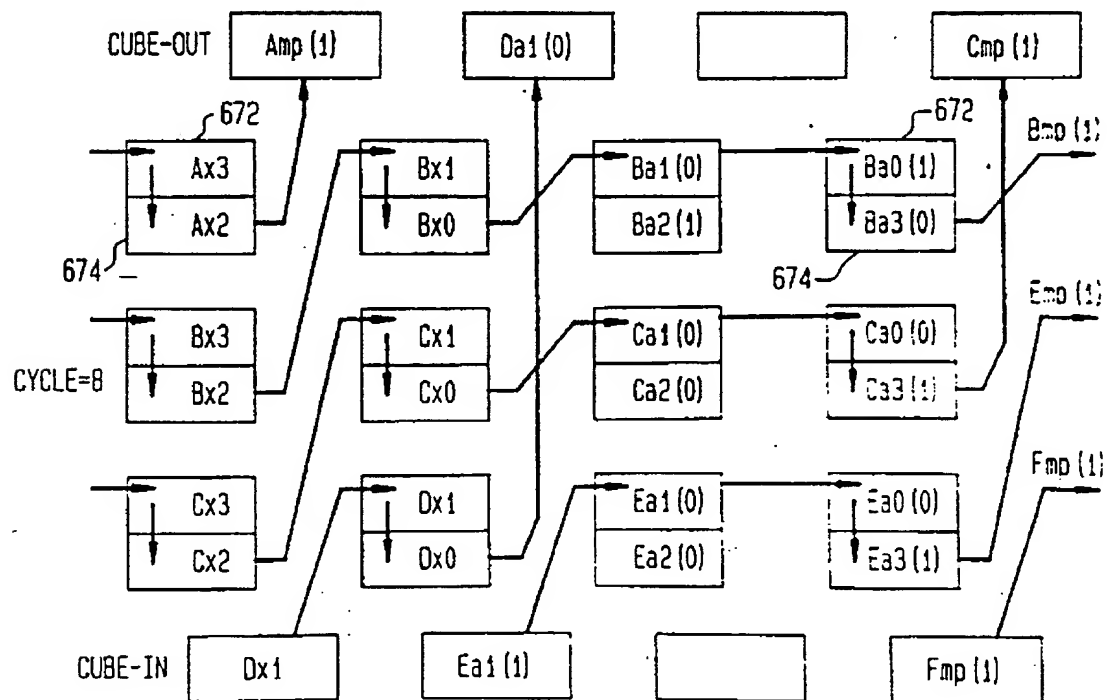 CUBE-OUT Amp(1) Da1(0) Cmp(1)
672 672 Bmp(1)
Ax3 Bx1 Ba1(0) Ba0(1)
Ax2 Bx0 Ba2(1) Ba3(0)
674 674 Emp(1)
Bx3 Cx1 Ca1(0) Ca0(0)
CYCLE=8 Bx2 Cx0 Ca2(0) Ca3(1)
Fmp(1)
Cx3 Dx1 Ea1(0) Ea0(0)
Cx2 Dx0 Ea2(0) Ea3(1)
CUBE-IN Dx1 Ea1(1) Fmp(1)